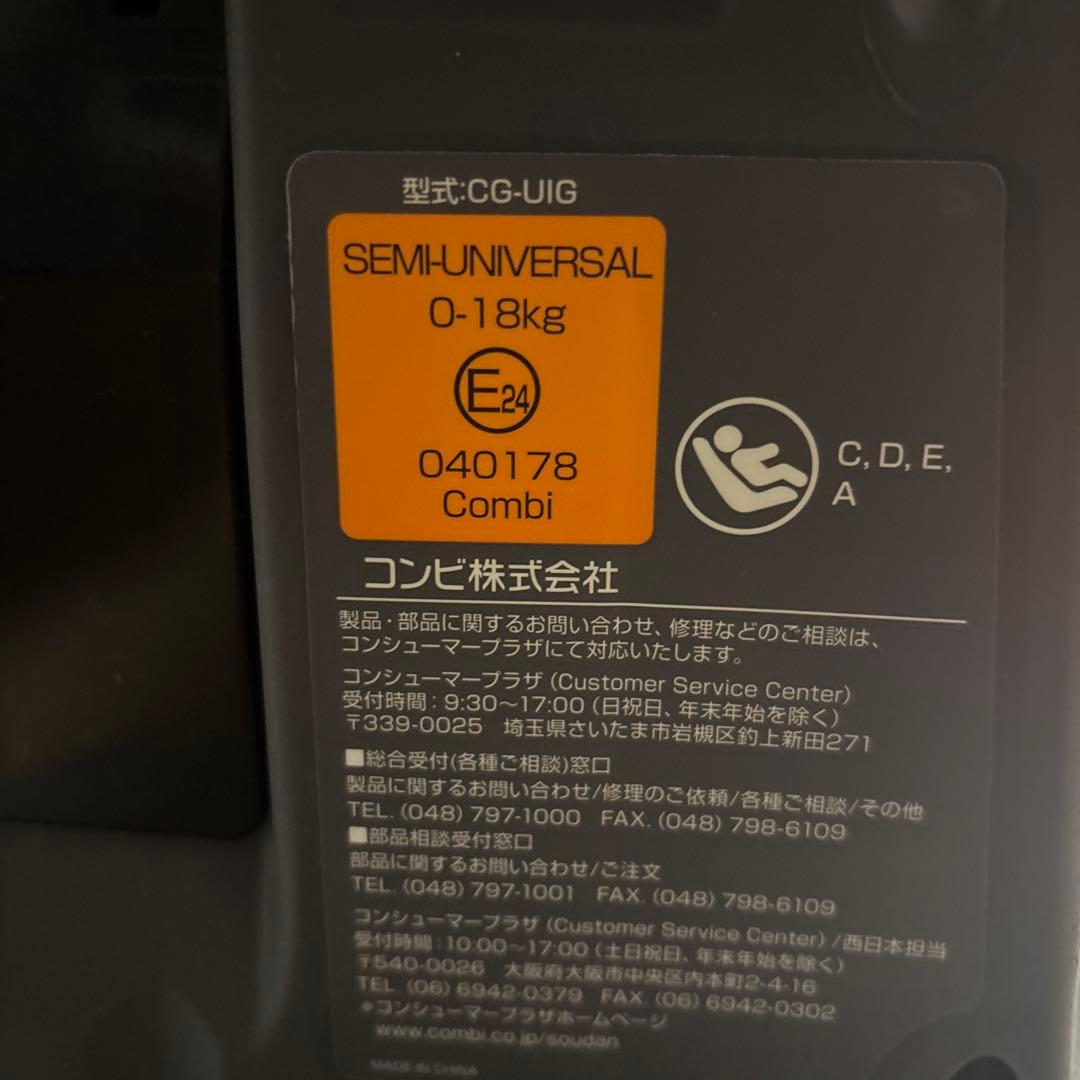 型式:CG-UIG
SEMI-UNIVERSAL
0-18kg
E24
040178
Combi
C, D, E,
A
コンビ株式会社
製品・部品に関するお問い合わせ、修理などのご相談は、
コンシューマープラザにて対応いたします。
コンシューマープラザ (Customer Service Center)
受付時間: 9:30～17:00 (日祝日、年末年始を除く)
〒339-0025 埼玉県さいたま市岩槻区釣上新田271
■総合受付(各種ご相談)窓口
製品に関するお問い合わせ/修理のご依頼/各種ご相談/その他
TEL. (048) 797-1000 FAX. (048) 798-6109
■部品相談受付窓口
部品に関するお問い合わせ/ご注文
TEL. (048) 797-1001 FAX. (048) 798-6109
コンシューマープラザ (Customer Service Center) /西日本担当
受付時間:10:00～17:00 (土日祝日、年末年始を除く)
〒540-0026 大阪府大阪市中央区内本町2-4-16
TEL (06) 6942-0379 FAX. (06) 6942-0302
*コンシューマープラザホームページ
www.combi.co.jp/soudan
MADE IN CHINA